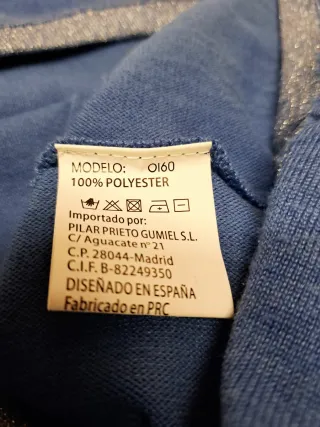 MODELO: OI60
100% POLYESTER
Importado por:
PILAR PRIETO GUMIEL S.L.
C/ Aguacate nº 21
C.P. 28044-Madrid
C.I.F. B-82249350
DISEÑADO EN ESPAÑA
Fabricado en PRC